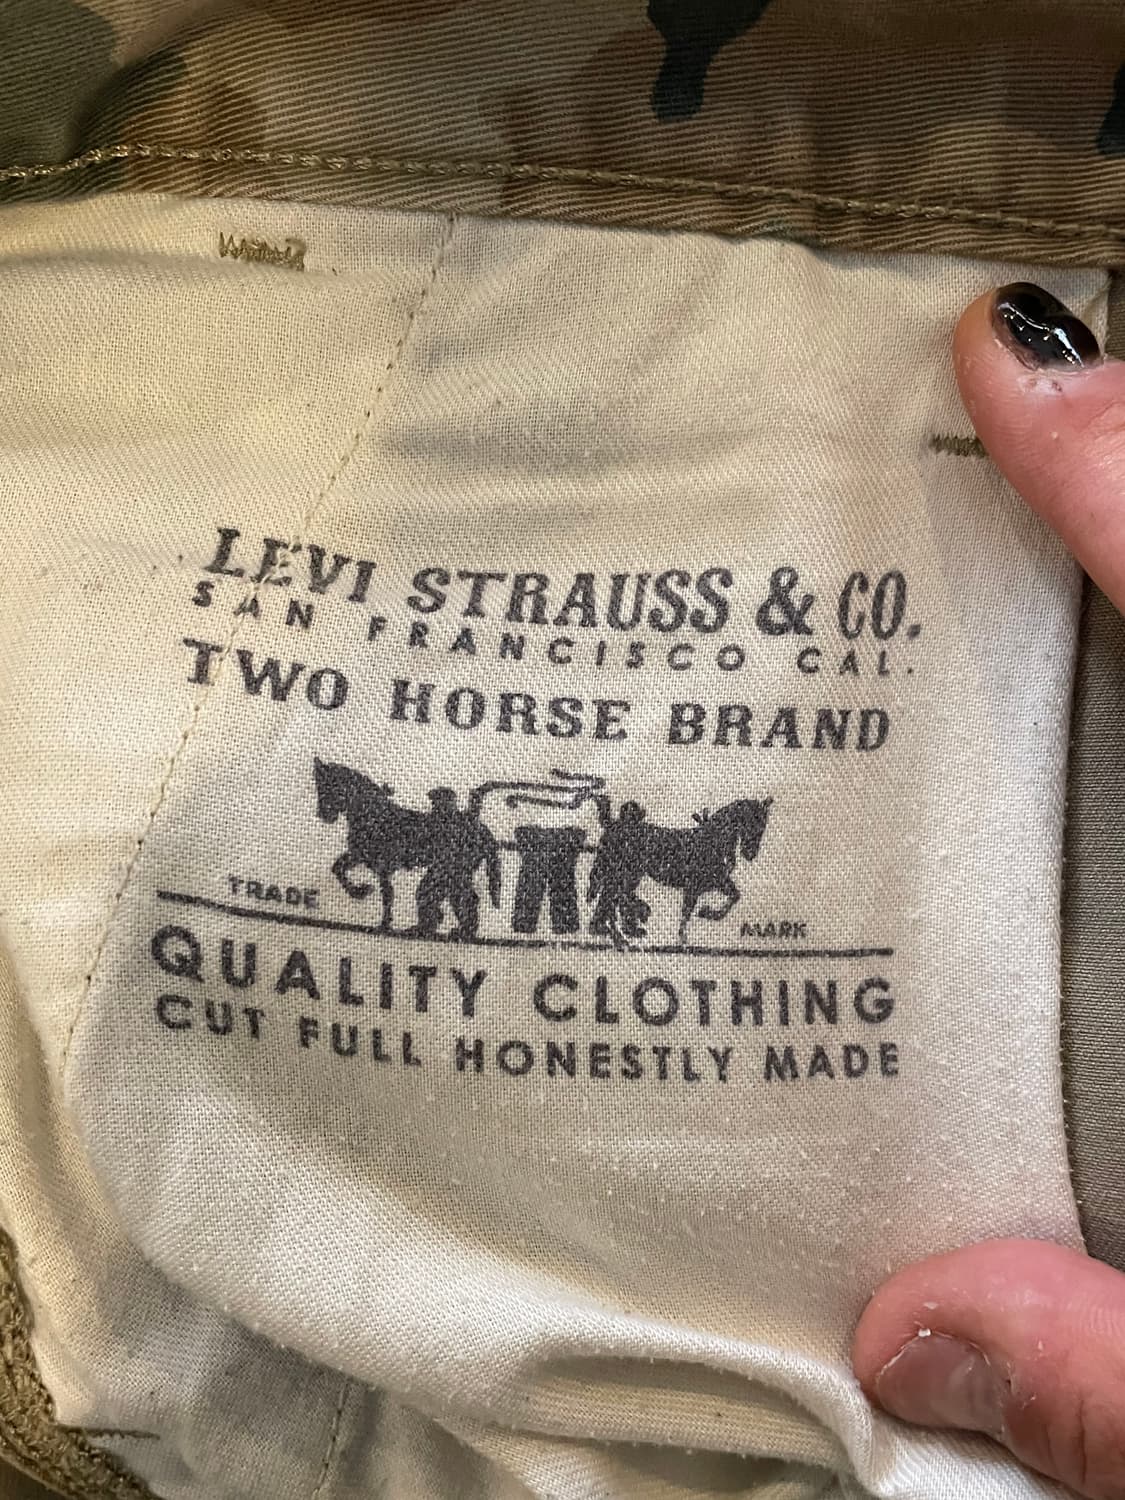 LEVI STRAUSS & CO.
SAN FRANCISCO CAL.
TWO HORSE BRAND
TRADE MARK
QUALITY CLOTHING
CUT FULL HONESTLY MADE